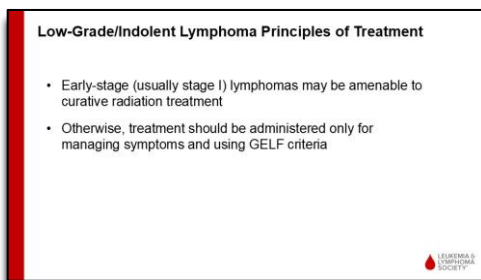 Low-Grade/Indolent Lymphoma Principles of Treatment
• Early-stage (usually stage I) lymphomas may be amenable to
curative radiation treatment
• Otherwise, treatment should be administered only for
managing symptoms and using GELF criteria
LEUKEMIA &
LYMPHOMA
SOCIETY